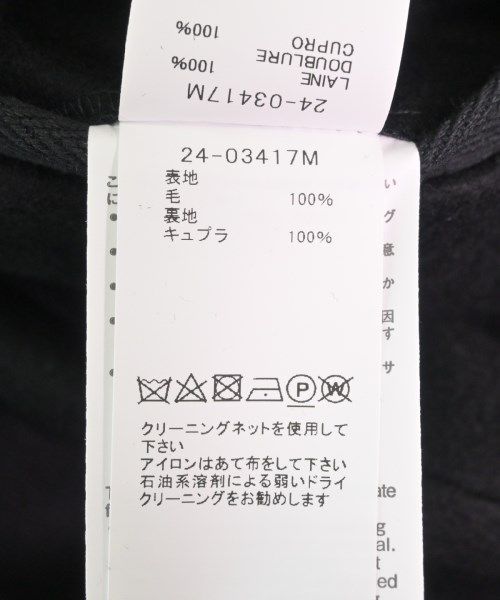 24-03417M
LAINE 100%
DOUBLURE
CUPRO 100%
24-03417M
表地
毛 100%
裏地
キュプラ 100%
クリーニングネットを使用して
下さい
アイロンはあて布をして下さい
石油系溶剤による弱いドライ
クリーニングをお勧めします